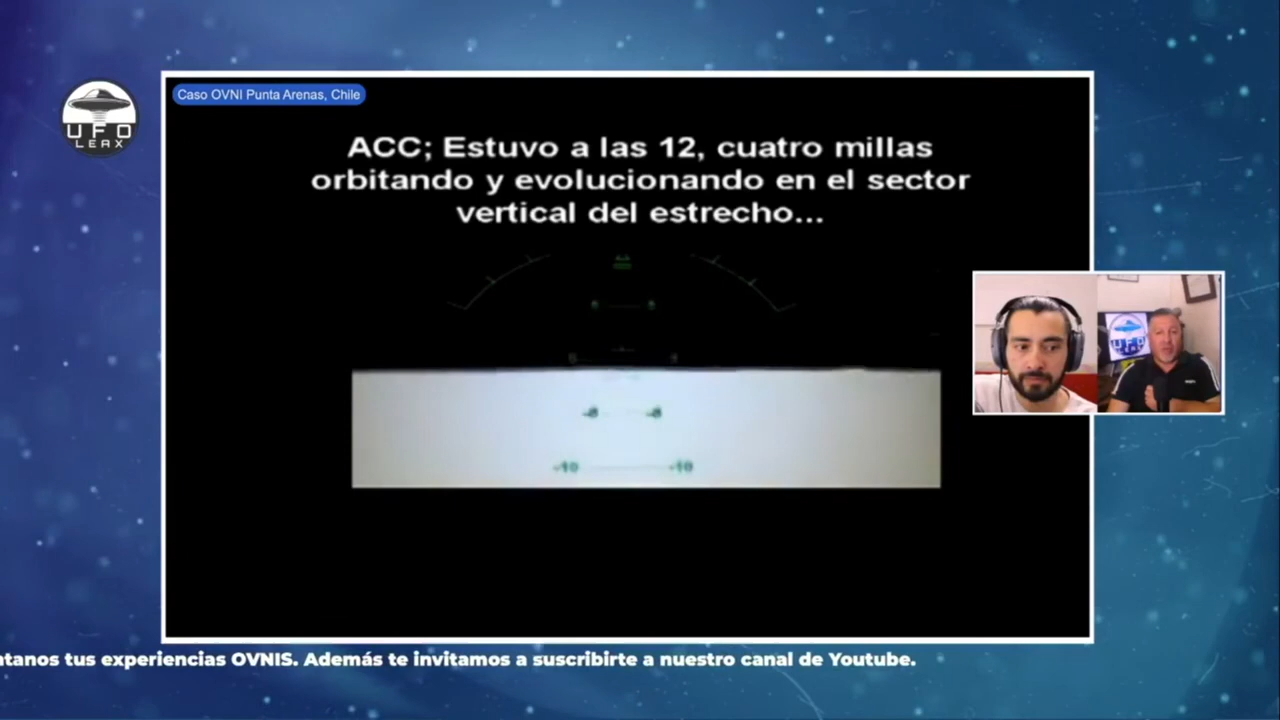 Caso OVNI Punta Arenas, Chile
UFO
LEAX
ACC; Estuvo a las 12, cuatro millas
orbitando y evolucionando en el sector
vertical del estrecho...
-10 -10
UFO
ntanos tus experiencias OVNIS. Además te invitamos a suscribirte a nuestro canal de Youtube.